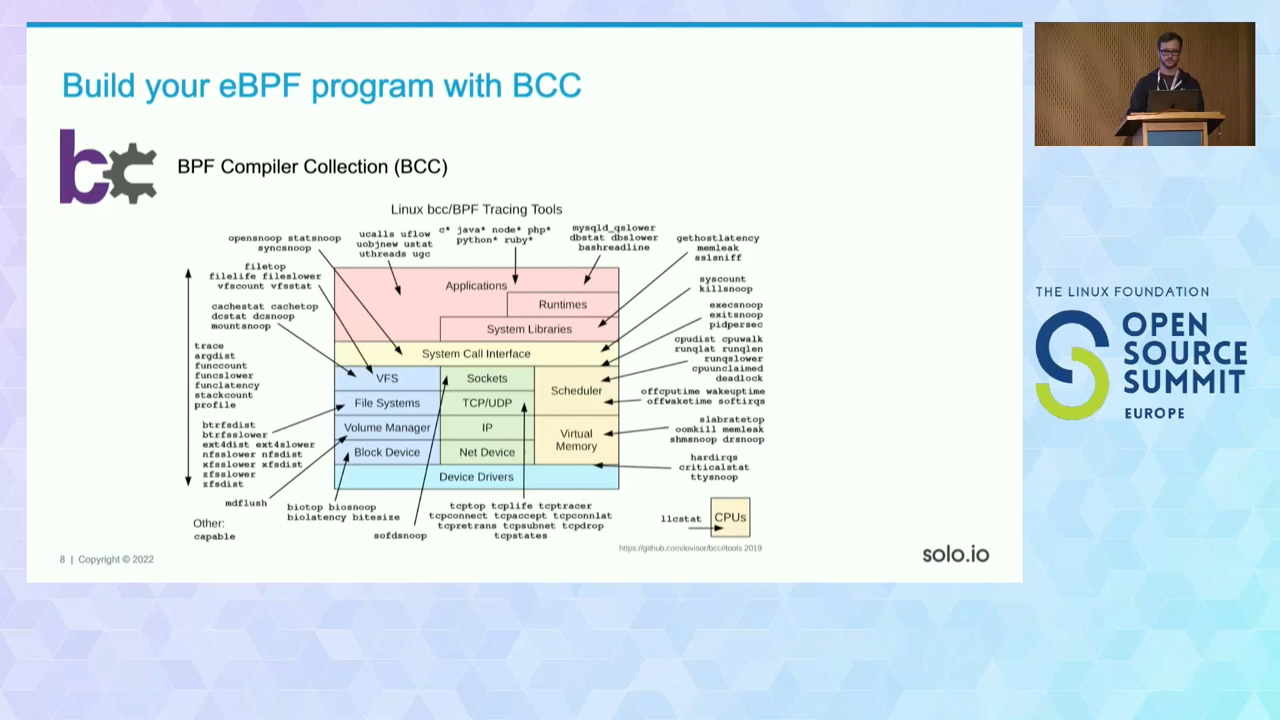 Build your eBPF program with BCC
bc
BPF Compiler Collection (BCC)
Linux bcc/BPF Tracing Tools
opensnoop statsnoop
syncsnoop
ucalls uflow
uobjnew ustat
uthreads ugc
c* java* node* php*
python* ruby*
mysqld_qslower
dbstat dbslower
bashreadline
gethostlatency
memleak
sslsniff
filetop
filelife fileslower
vfscount vfsstat
syscount
killsnoop
cachestat cachetop
dcstat dcsnoop
mountsnoop
execsnoop
exitsnoop
pidpersec
trace
argdist
funccount
funcslower
funclatency
stackcount
profile
cpudist cpuwalk
runqlat runqlen
runqslower
cpuunclaimed
deadlock
offcputime wakeuptime
offwaketime softirqs
btrfsdist
btrfsslower
ext4dist ext4slower
nfsslower nfsdist
xfsslower xfsdist
zfsslower
zfsdist
slabratetop
oomkill memleak
shmsnoop drsnoop
hardirqs
criticalstat
ttysnoop
Applications
Runtimes
System Libraries
System Call Interface
VFS
Sockets
Scheduler
File Systems
TCP/UDP
Volume Manager
IP
Virtual
Memory
Block Device
Net Device
Device Drivers
mdflush
biotop biosnoop
biolatency bitesize
sofdsnoop
tcptop tcplife tcptracer
tcpconnect tcpaccept tcpconnlat
tcpretrans tcpsubnet tcpdrop
tcpstates
llcstat
CPUs
Other:
capable
https://github.com/iovisor/bcc#tools 2019
8 | Copyright © 2022
solo.io
THE LINUX FOUNDATION
OPEN
SOURCE
SUMMIT
EUROPE